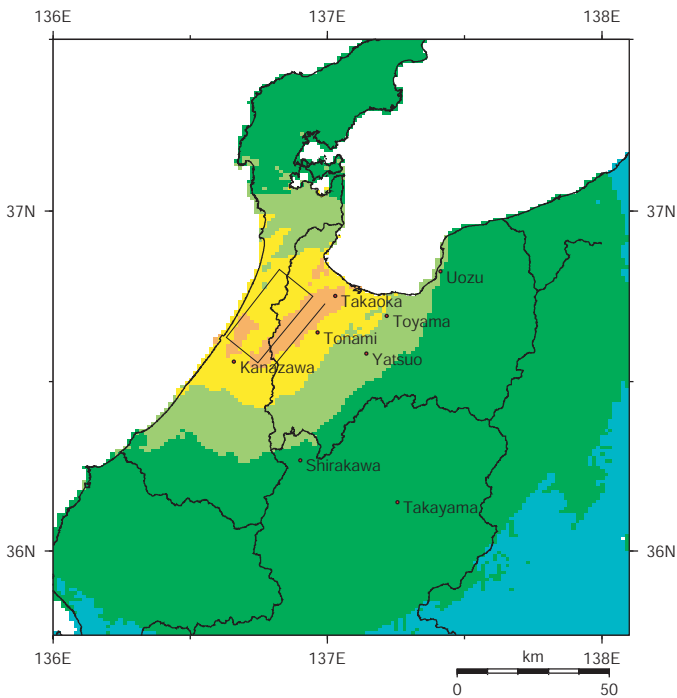 136E 137E 138E
37N 37N
Uozu
Takaoka
Toyama
Tonami
Yatsuo
Kanazawa
Shirakawa
Takayama
36N 36N
136E 137E 138E
km
0 50